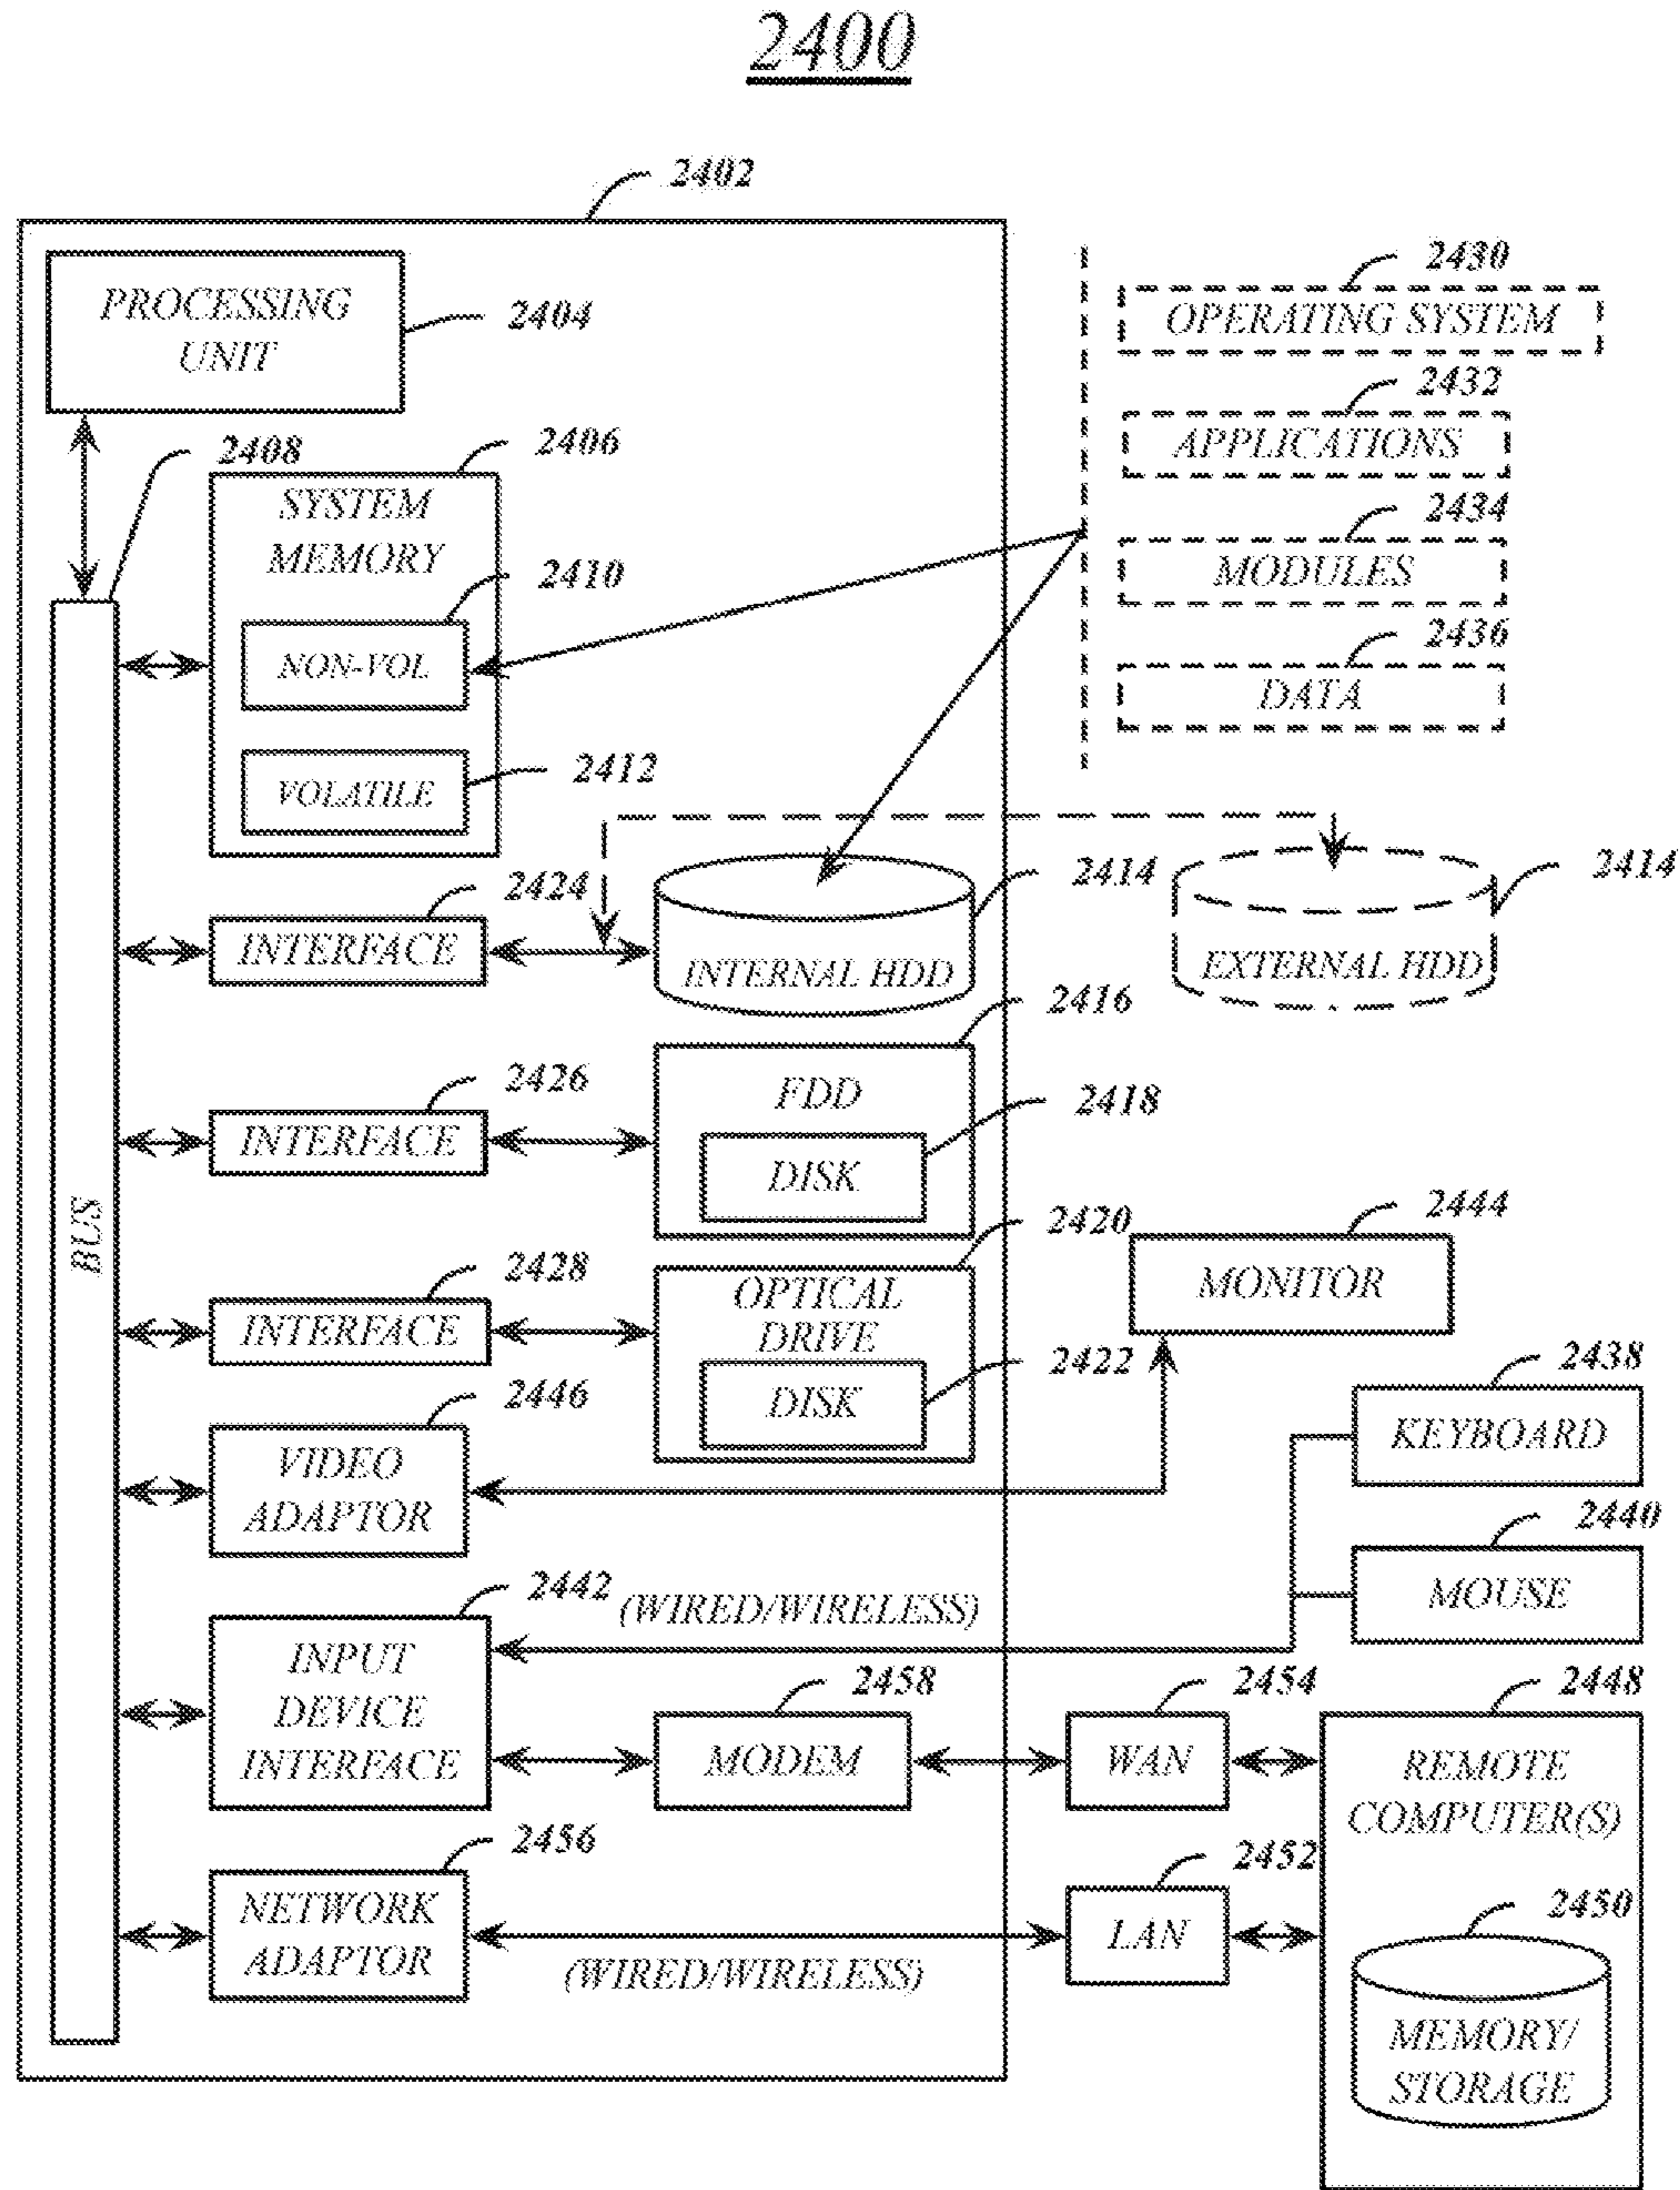 2400
2402
PROCESSING
UNIT
2404
2408
2406
SYSTEM
MEMORY
2410
NON-VOL
2412
VOLATILE
2430
OPERATING SYSTEM
2432
APPLICATIONS
2434
MODULES
2436
DATA
BUS
2424
INTERFACE
2414
INTERNAL HDD
2414
EXTERNAL HDD
2426
INTERFACE
2416
FDD
2418
DISK
2428
INTERFACE
2420
OPTICAL
DRIVE
2422
DISK
2444
MONITOR
2446
VIDEO
ADAPTOR
2438
KEYBOARD
2440
MOUSE
2442
(WIRED/WIRELESS)
INPUT
DEVICE
INTERFACE
2458
MODEM
2454
WAN
2448
REMOTE
COMPUTER(S)
2456
NETWORK
ADAPTOR
(WIRED/WIRELESS)
2452
LAN
2450
MEMORY/
STORAGE